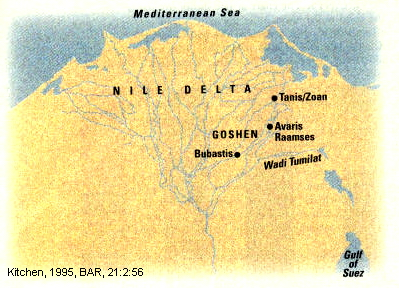 Mediterranean Sea
NILE DELTA
Tanis/Zoan
GOSHEN
Avaris
Raamses
Bubastis
Wadi Tumilat
Gulf
of
Suez
Kitchen, 1995, BAR, 21:2:56